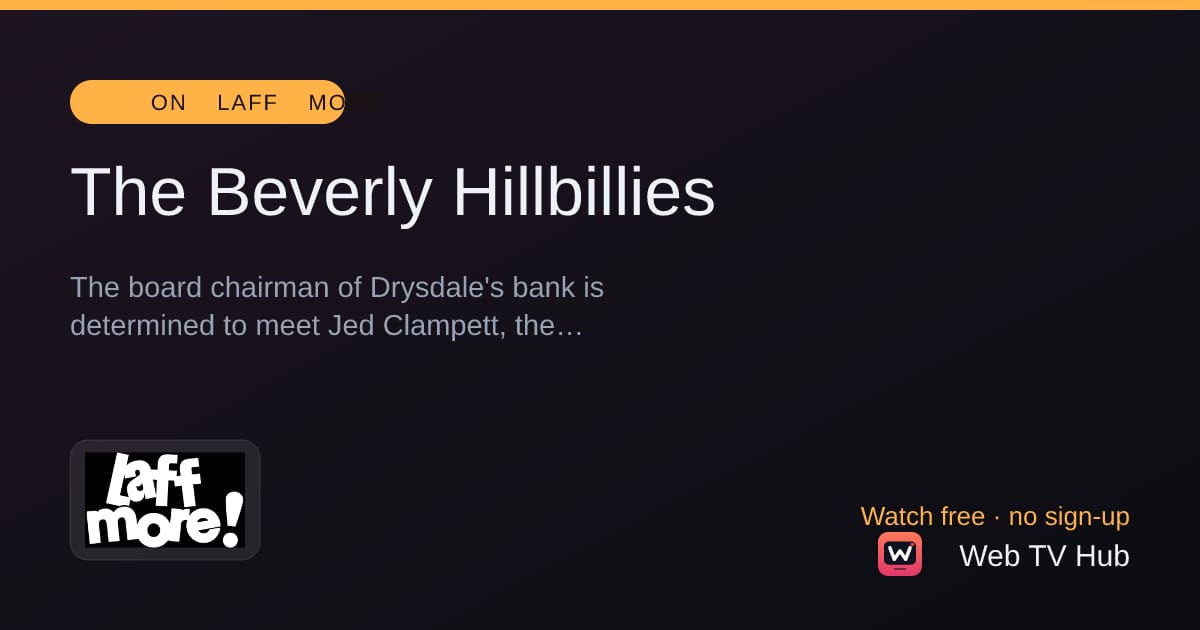 ON LAFF MORE
The Beverly Hillbillies
The board chairman of Drysdale's bank is
determined to meet Jed Clampett, the…
Laff
more!
Watch free · no sign-up
W
Web TV Hub